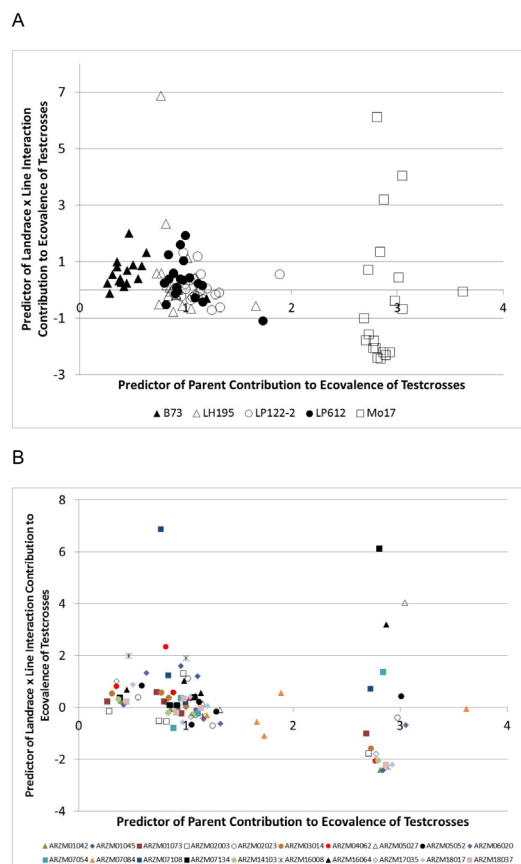 A
7
5
3
1
-1
-3
0
1
2
3
4
Predictor of Landrace x Line Interaction
Contribution to Ecovalence of Testcrosses
Predictor of Parent Contribution to Ecovalence of Testcrosses
B73
LH195
LP122-2
LP612
Mo17
B
8
6
4
2
0
-2
-4
0
1
2
3
4
Predictor of Landrace x Line Interaction Contribution to
Ecovalence of Testcrosses
Predictor of Parent Contribution to Ecovalence of Testcrosses
ARZM01042 ARZM01045 ARZM01073 ARZM02003 ARZM02023 ARZM03014 ARZM04062 ARZM05027 ARZM05052 ARZM06020
ARZM07054 ARZM07084 ARZM07108 ARZM07134 ARZM14103 ARZM16008 ARZM16064 ARZM17035 ARZM18017 ARZM18037